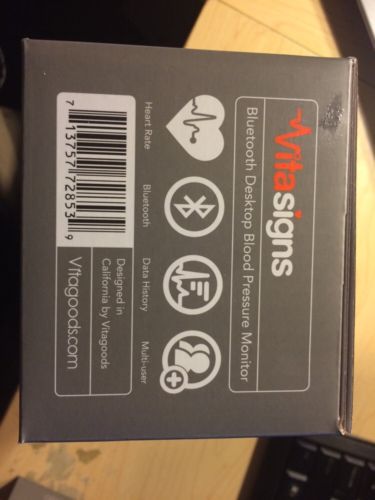 Vitasigns
Bluetooth Desktop Blood Pressure Monitor
Heart Rate
Bluetooth
Data History
Multi-user
7 13757 72853 9
Designed in
California by Vitagoods
Vitagoods.com